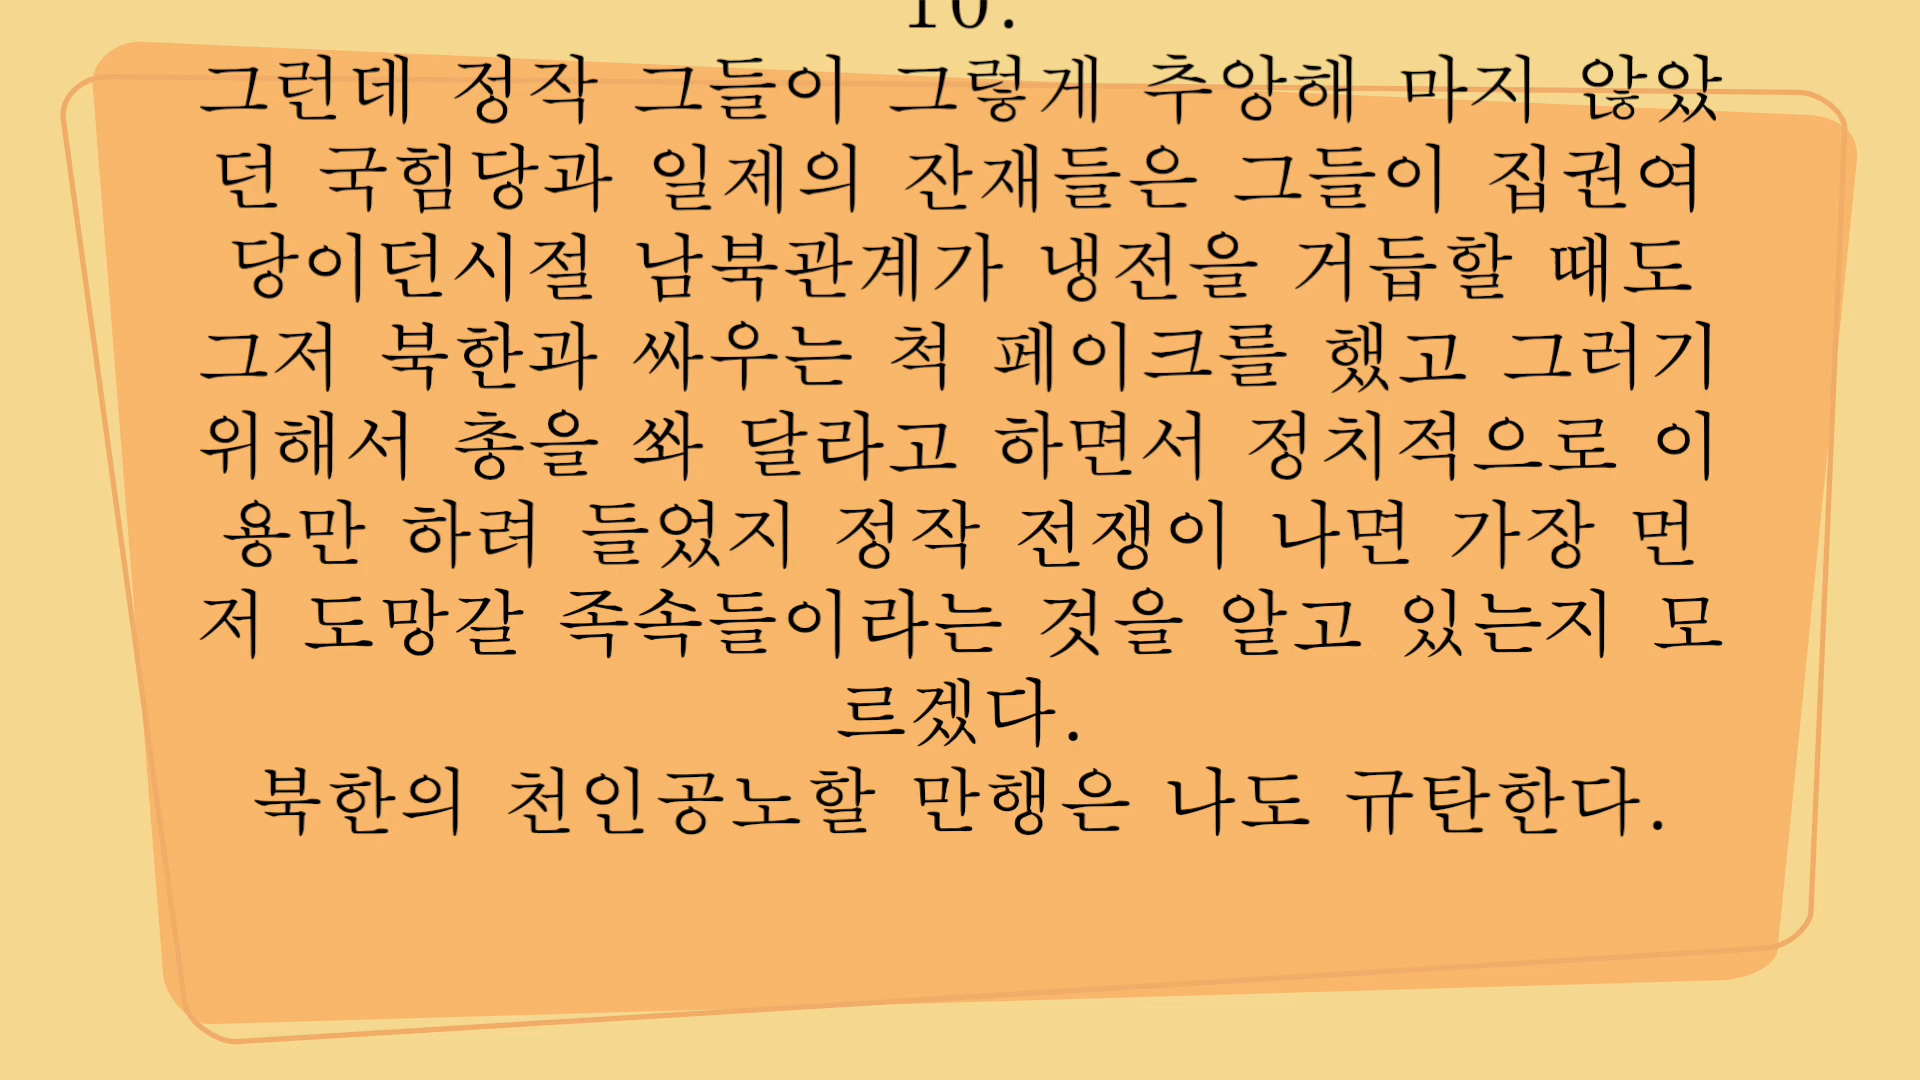 10.
그런데 정작 그들이 그렇게 추앙해 마지 않았
던 국힘당과 일제의 잔재들은 그들이 집권여
당이던시절 남북관계가 냉전을 거듭할 때도
그저 북한과 싸우는 척 페이크를 했고 그러기
위해서 총을 쏴 달라고 하면서 정치적으로 이
용만 하려 들었지 정작 전쟁이 나면 가장 먼
저 도망갈 족속들이라는 것을 알고 있는지 모
르겠다.
북한의 천인공노할 만행은 나도 규탄한다.